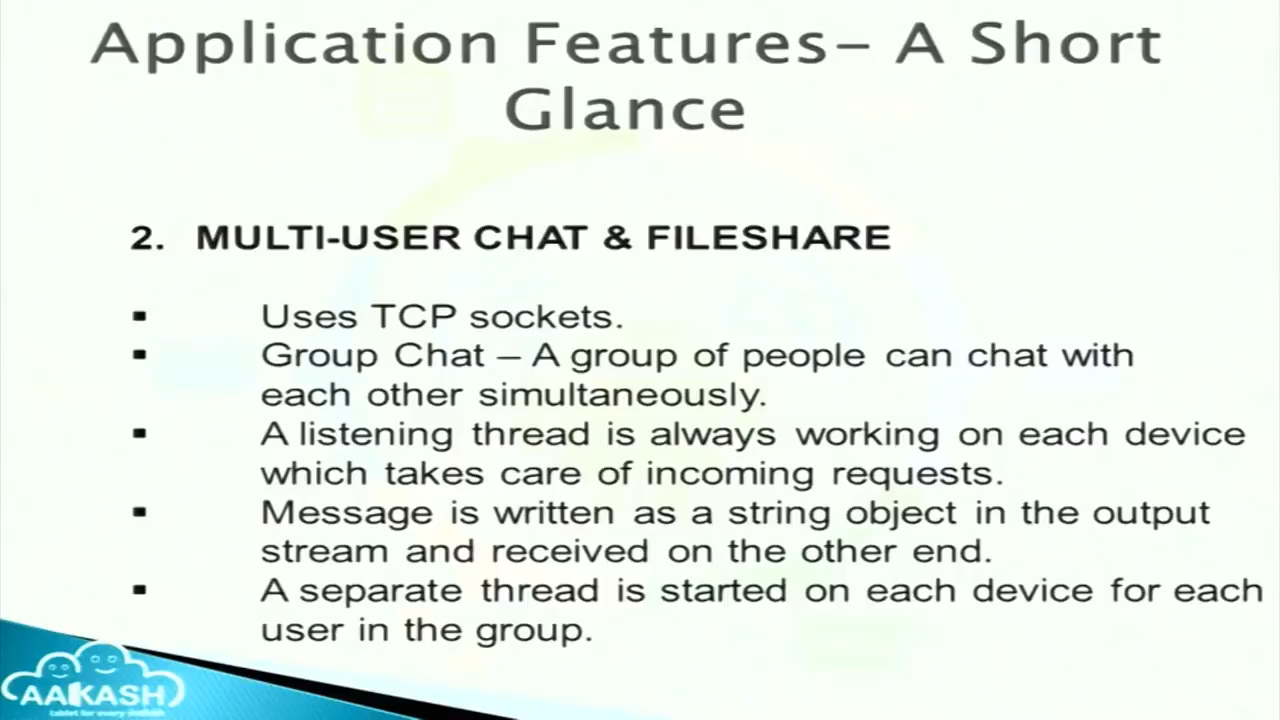 Application Features– A Short
Glance
2. MULTI-USER CHAT & FILESHARE
▪ Uses TCP sockets.
▪ Group Chat – A group of people can chat with
each other simultaneously.
▪ A listening thread is always working on each device
which takes care of incoming requests.
▪ Message is written as a string object in the output
stream and received on the other end.
▪ A separate thread is started on each device for each
user in the group.
AAKASH
tablet for every